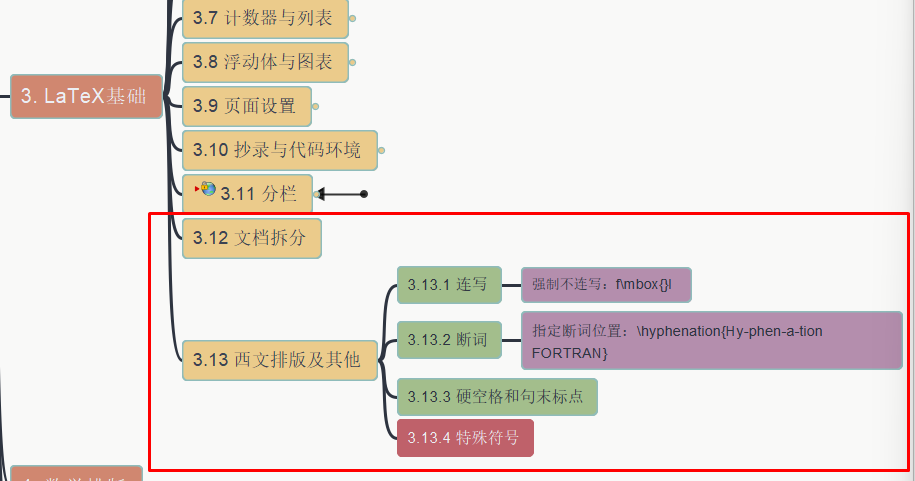 3.7 计数器与列表
3.8 浮动体与图表
3. LaTeX基础
3.9 页面设置
3.10 抄录与代码环境
3.11 分栏
3.12 文档拆分
3.13 西文排版及其他
3.13.1 连写
强制不连写：f\mbox{}l
3.13.2 断词
指定断词位置：\hyphenation{Hy-phen-a-tion
FORTRAN}
3.13.3 硬空格和句末标点
3.13.4 特殊符号